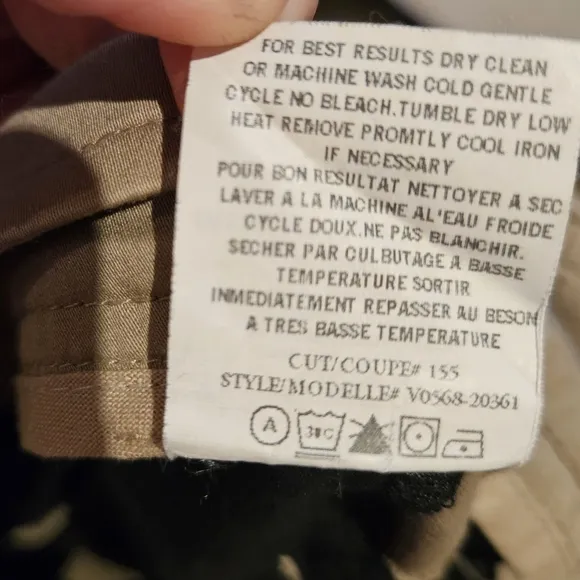 FOR BEST RESULTS DRY CLEAN
OR MACHINE WASH COLD GENTLE
CYCLE NO BLEACH.TUMBLE DRY LOW
HEAT REMOVE PROMTLY COOL IRON
IF NECESSARY
POUR BON RESULTAT NETTOYER A SEC
LAVER A LA MACHINE AL'EAU FROIDE
CYCLE DOUX.NE PAS BLANCHIR.
SECHER PAR CULBUTAGE A BASSE
TEMPERATURE SORTIR
INMEDIATEMENT REPASSER AU BESON
A TRES BASSE TEMPERATURE
CUT/COUPE# 155
STYLE/MODELLE# V0568-20361
A 30C